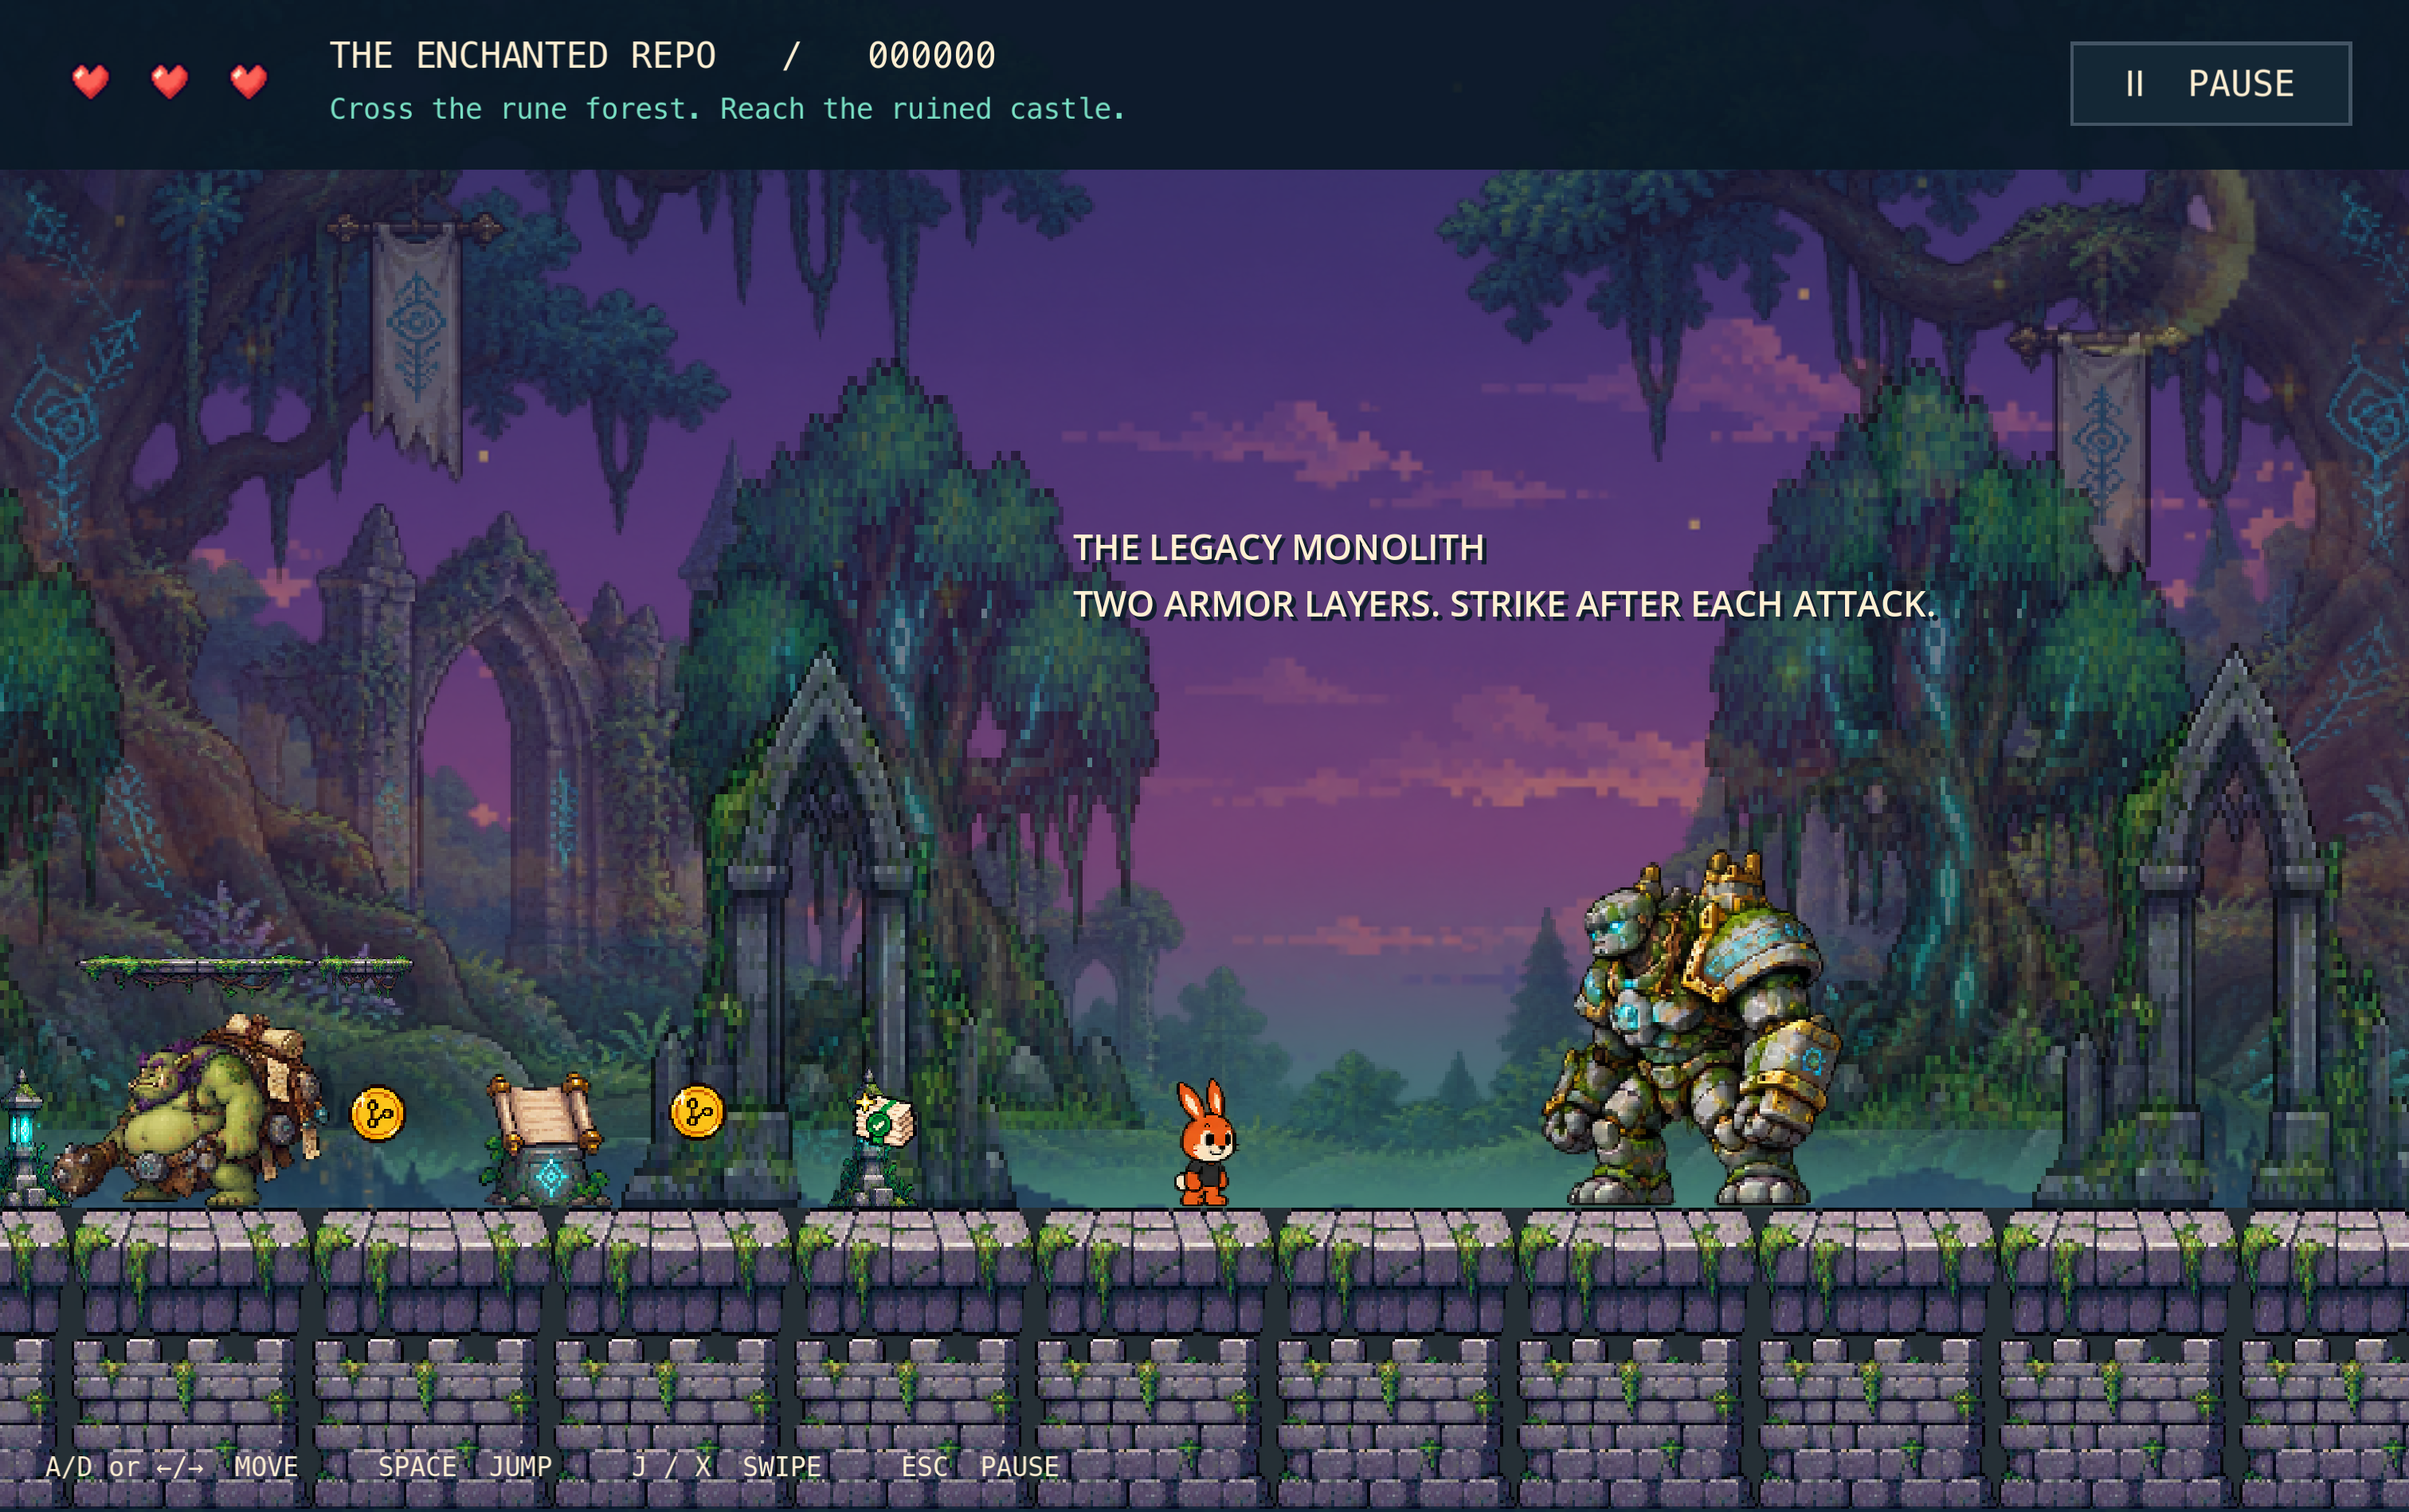 THE ENCHANTED REPO / 000000
Cross the rune forest. Reach the ruined castle.
II PAUSE
THE LEGACY MONOLITH
TWO ARMOR LAYERS. STRIKE AFTER EACH ATTACK.
A/D or ←/→ MOVE SPACE JUMP J / X SWIPE ESC PAUSE